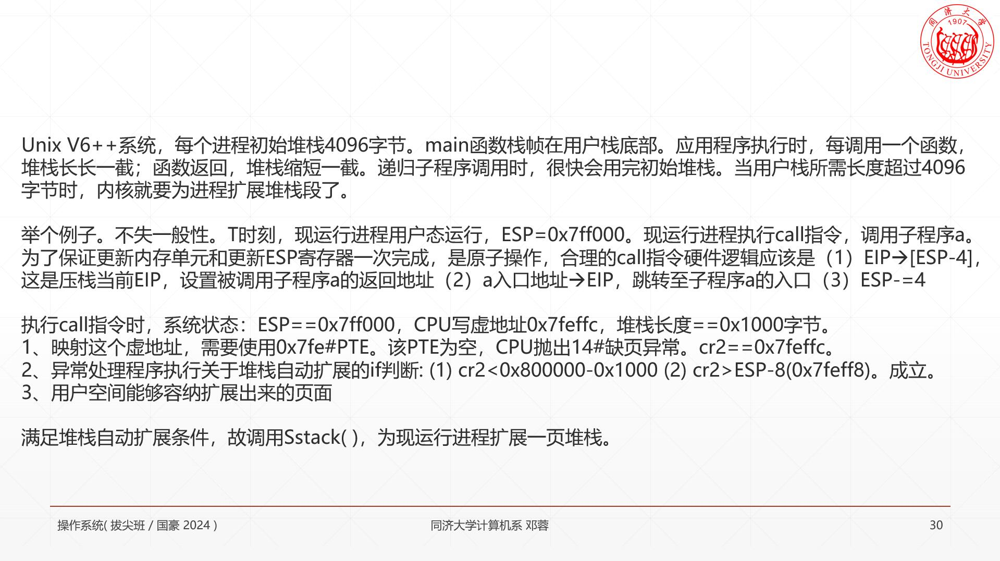 同济大学
1907
TONGJI UNIVERSITY
Unix V6++系统，每个进程初始堆栈4096字节。main函数栈帧在用户栈底部。应用程序执行时，每调用一个函数，
堆栈长长一截；函数返回，堆栈缩短一截。递归子程序调用时，很快会用完初始堆栈。当用户栈所需长度超过4096
字节时，内核就要为进程扩展堆栈段了。
举个例子。不失一般性。T时刻，现运行进程用户态运行，ESP=0x7ff000。现运行进程执行call指令，调用子程序a。
为了保证更新内存单元和更新ESP寄存器一次完成，是原子操作，合理的call指令硬件逻辑应该是（1）EIP→[ESP-4]，
这是压栈当前EIP，设置被调用子程序a的返回地址（2）a入口地址→EIP，跳转至子程序a的入口（3）ESP-=4
执行call指令时，系统状态：ESP==0x7ff000，CPU写虚地址0x7feffc，堆栈长度==0x1000字节。
1、映射这个虚地址，需要使用0x7fe#PTE。该PTE为空，CPU抛出14#缺页异常。cr2==0x7feffc。
2、异常处理程序执行关于堆栈自动扩展的if判断: (1) cr2<0x800000-0x1000 (2) cr2>ESP-8(0x7feff8)。成立。
3、用户空间能够容纳扩展出来的页面
满足堆栈自动扩展条件，故调用Sstack( )，为现运行进程扩展一页堆栈。
操作系统( 拔尖班 / 国豪 2024 )
同济大学计算机系 邓蓉
30